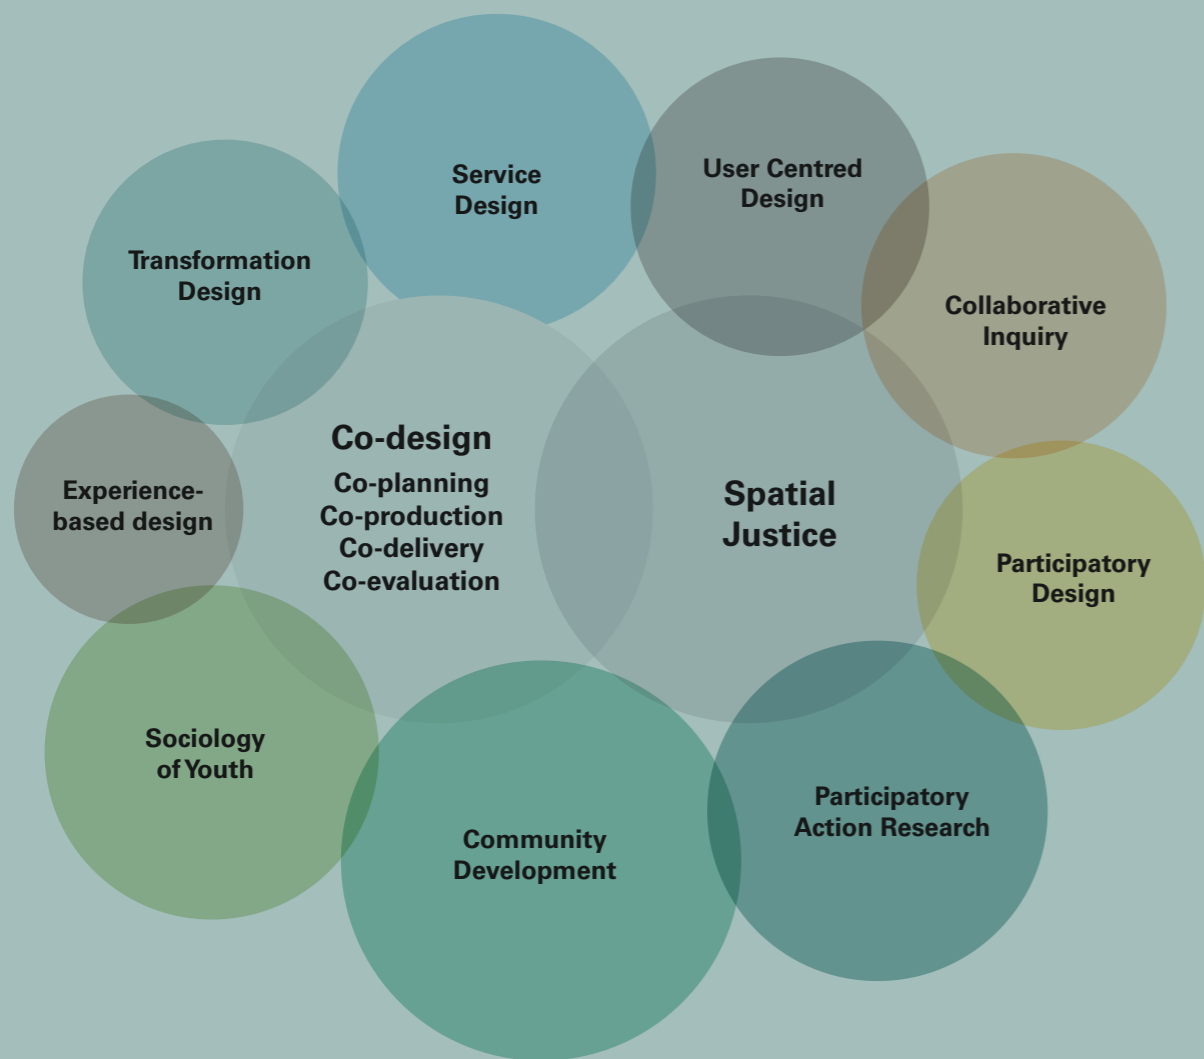 Service
Design
User Centred
Design
Transformation
Design
Collaborative
Inquiry
Co-design
Co-planning
Co-production
Co-delivery
Co-evaluation
Spatial
Justice
Experience-
based design
Participatory
Design
Sociology
of Youth
Participatory
Action Research
Community
Development